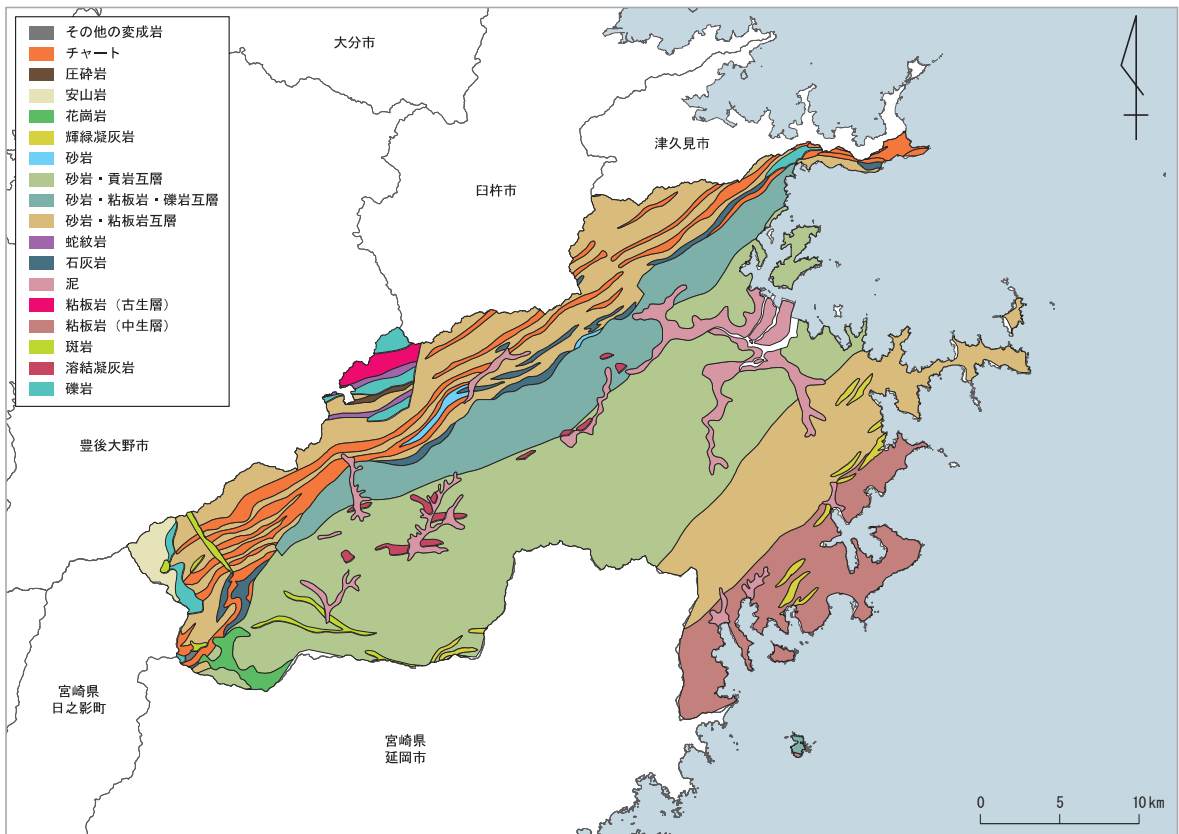 その他の変成岩
チャート
圧砕岩
安山岩
花崗岩
輝緑凝灰岩
砂岩
砂岩・頁岩互層
砂岩・粘板岩・礫岩互層
砂岩・粘板岩互層
蛇紋岩
石灰岩
泥
粘板岩（古生層）
粘板岩（中生層）
斑岩
溶結凝灰岩
礫岩
大分市
津久見市
臼杵市
豊後大野市
宮崎県
日之影町
宮崎県
延岡市
0 5 10km